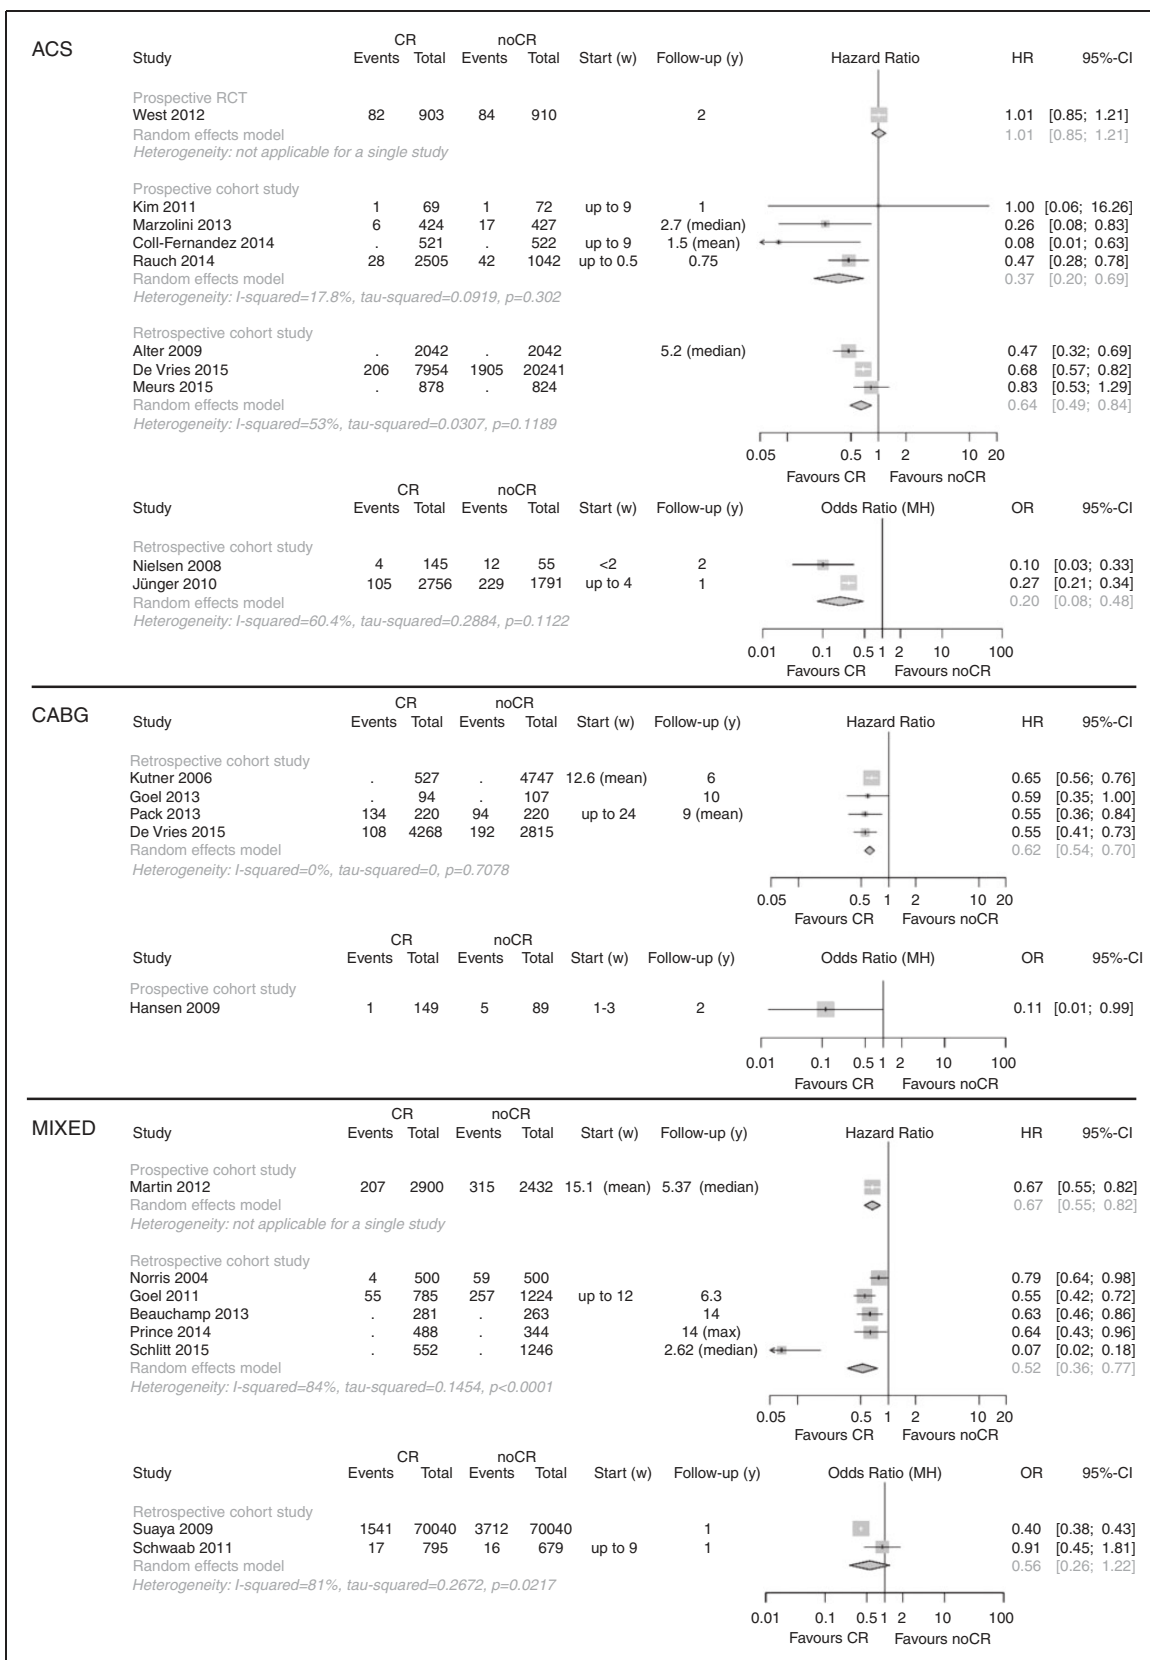 ACS
CR noCR
Study Events Total Events Total Start (w) Follow-up (y) Hazard Ratio HR 95%-CI
Prospective RCT
West 2012 82 903 84 910 2 1.01 [0.85; 1.21]
Random effects model 1.01 [0.85; 1.21]
Heterogeneity: not applicable for a single study
Prospective cohort study
Kim 2011 1 69 1 72 up to 9 1 1.00 [0.06; 16.26]
Marzolini 2013 6 424 17 427 2.7 (median) 0.26 [0.08; 0.83]
Coll-Fernandez 2014 . 521 . 522 up to 9 1.5 (mean) 0.08 [0.01; 0.63]
Rauch 2014 28 2505 42 1042 up to 0.5 0.75 0.47 [0.28; 0.78]
Random effects model 0.37 [0.20; 0.69]
Heterogeneity: I-squared=17.8%, tau-squared=0.0919, p=0.302
Retrospective cohort study
Alter 2009 . 2042 . 2042 5.2 (median) 0.47 [0.32; 0.69]
De Vries 2015 206 7954 1905 20241 0.68 [0.57; 0.82]
Meurs 2015 . 878 . 824 0.83 [0.53; 1.29]
Random effects model 0.64 [0.49; 0.84]
Heterogeneity: I-squared=53%, tau-squared=0.0307, p=0.1189
0.05 0.5 1 2 10 20
Favours CR Favours noCR
CR noCR
Study Events Total Events Total Start (w) Follow-up (y) Odds Ratio (MH) OR 95%-CI
Retrospective cohort study
Nielsen 2008 4 145 12 55 <2 2 0.10 [0.03; 0.33]
Jünger 2010 105 2756 229 1791 up to 4 1 0.27 [0.21; 0.34]
Random effects model 0.20 [0.08; 0.48]
Heterogeneity: I-squared=60.4%, tau-squared=0.2884, p=0.1122
0.01 0.1 0.5 1 2 10 100
Favours CR Favours noCR
CABG
CR noCR
Study Events Total Events Total Start (w) Follow-up (y) Hazard Ratio HR 95%-CI
Retrospective cohort study
Kutner 2006 . 527 . 4747 12.6 (mean) 6 0.65 [0.56; 0.76]
Goel 2013 . 94 . 107 10 0.59 [0.35; 1.00]
Pack 2013 134 220 94 220 up to 24 9 (mean) 0.55 [0.36; 0.84]
De Vries 2015 108 4268 192 2815 0.55 [0.41; 0.73]
Random effects model 0.62 [0.54; 0.70]
Heterogeneity: I-squared=0%, tau-squared=0, p=0.7078
0.05 0.5 1 2 10 20
Favours CR Favours noCR
CR noCR
Study Events Total Events Total Start (w) Follow-up (y) Odds Ratio (MH) OR 95%-CI
Prospective cohort study
Hansen 2009 1 149 5 89 1-3 2 0.11 [0.01; 0.99]
0.01 0.1 0.5 1 2 10 100
Favours CR Favours noCR
MIXED
CR noCR
Study Events Total Events Total Start (w) Follow-up (y) Hazard Ratio HR 95%-CI
Prospective cohort study
Martin 2012 207 2900 315 2432 15.1 (mean) 5.37 (median) 0.67 [0.55; 0.82]
Random effects model 0.67 [0.55; 0.82]
Heterogeneity: not applicable for a single study
Retrospective cohort study
Norris 2004 4 500 59 500 0.79 [0.64; 0.98]
Goel 2011 55 785 257 1224 up to 12 6.3 0.55 [0.42; 0.72]
Beauchamp 2013 . 281 . 263 14 0.63 [0.46; 0.86]
Prince 2014 . 488 . 344 14 (max) 0.64 [0.43; 0.96]
Schlitt 2015 . 552 . 1246 2.62 (median) 0.07 [0.02; 0.18]
Random effects model 0.52 [0.36; 0.77]
Heterogeneity: I-squared=84%, tau-squared=0.1454, p<0.0001
0.05 0.5 1 2 10 20
Favours CR Favours noCR
CR noCR
Study Events Total Events Total Start (w) Follow-up (y) Odds Ratio (MH) OR 95%-CI
Retrospective cohort study
Suaya 2009 1541 70040 3712 70040 1 0.40 [0.38; 0.43]
Schwaab 2011 17 795 16 679 up to 9 1 0.91 [0.45; 1.81]
Random effects model 0.56 [0.26; 1.22]
Heterogeneity: I-squared=81%, tau-squared=0.2672, p=0.0217
0.01 0.1 0.5 1 2 10 100
Favours CR Favours noCR